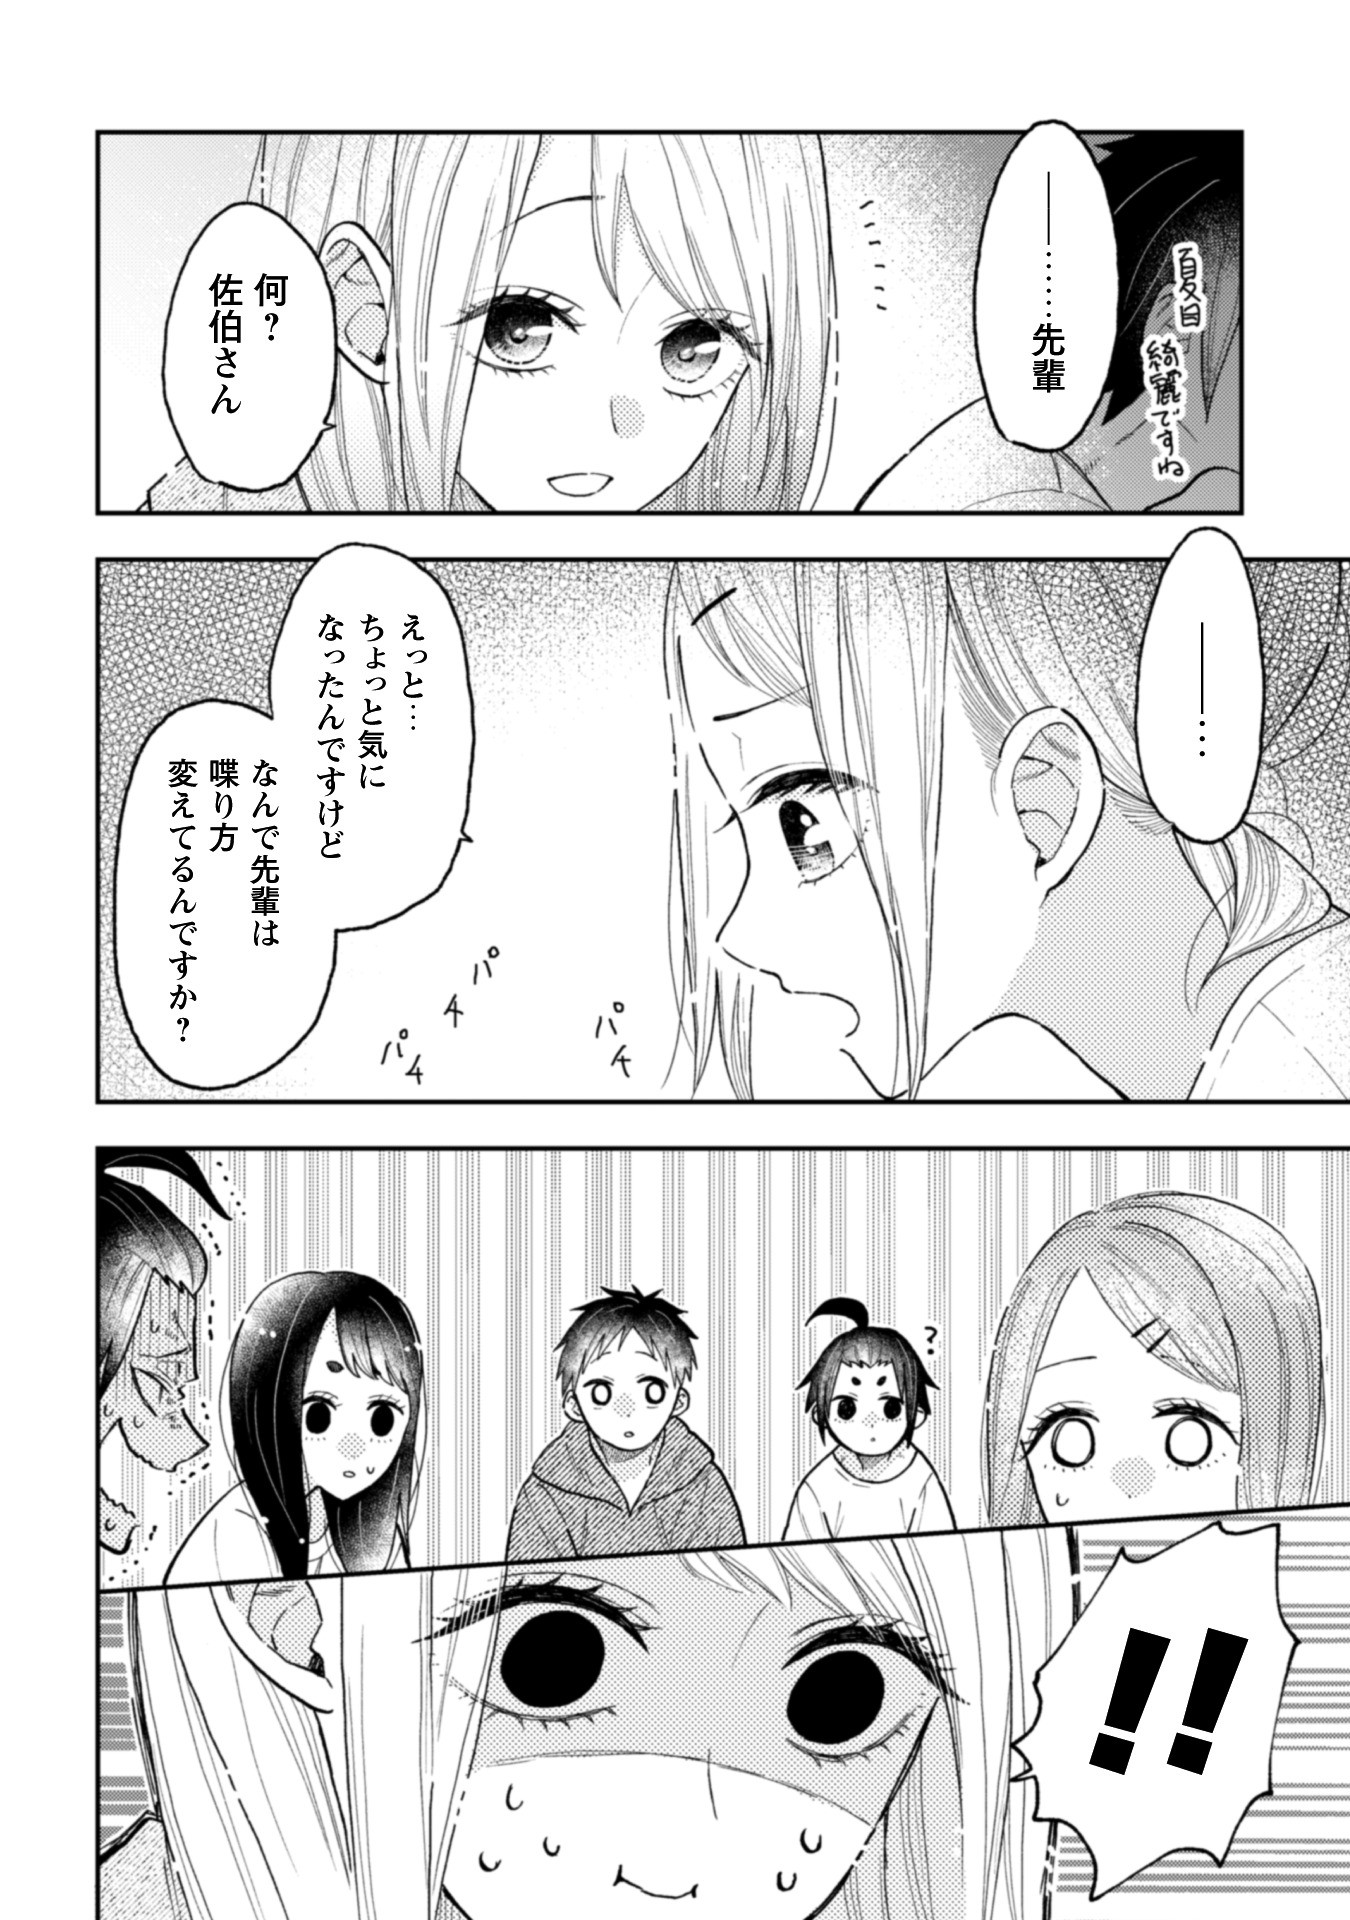 夏目
綺麗ですね
――……先輩
何？
佐伯さん
――…
えっと…
ちょっと気に
なったんですけど
なんで先輩は
喋り方
変えてるんですか？
パチ
パチ
パチ
？
！！